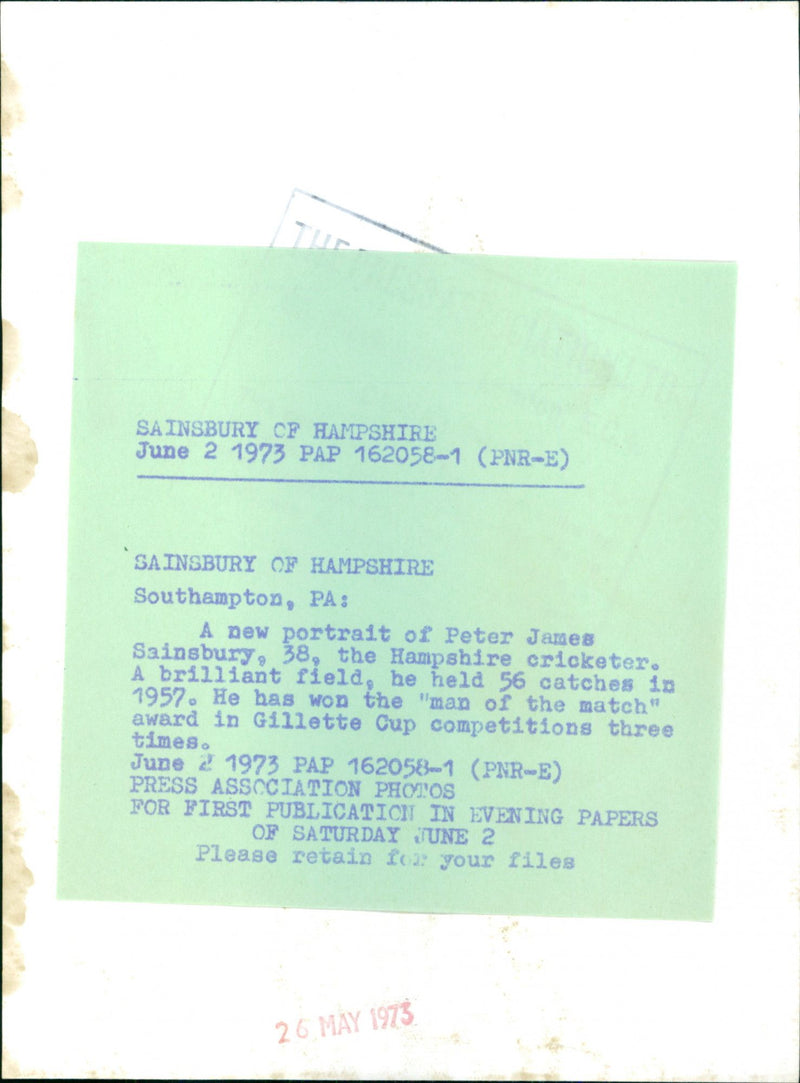 THE
SAINSBURY OF HAMPSHIRE
June 2 1973 PAP 162058-1 (PNR-E)
SAINSBURY OF HAMPSHIRE
Southampton, PA:
A new portrait of Peter James
Sainsbury, 38, the Hampshire cricketer.
A brilliant field, he held 56 catches in
1957. He has won the "man of the match"
award in Gillette Cup competitions three
times.
June 2 1973 PAP 162058-1 (PNR-E)
PRESS ASSOCIATION PHOTOS
FOR FIRST PUBLICATION IN EVENING PAPERS
OF SATURDAY JUNE 2
Please retain for your files
26 MAY 1973